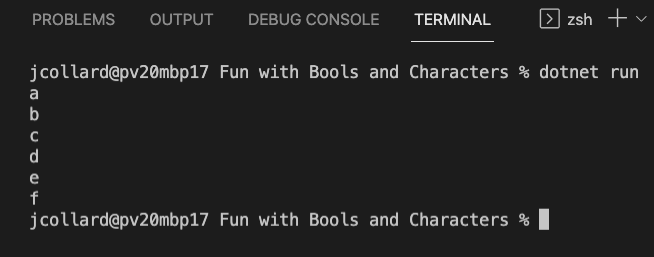 PROBLEMS OUTPUT DEBUG CONSOLE TERMINAL zsh
jcollard@pv20mbp17 Fun with Bools and Characters % dotnet run
a
b
c
d
e
f
jcollard@pv20mbp17 Fun with Bools and Characters %